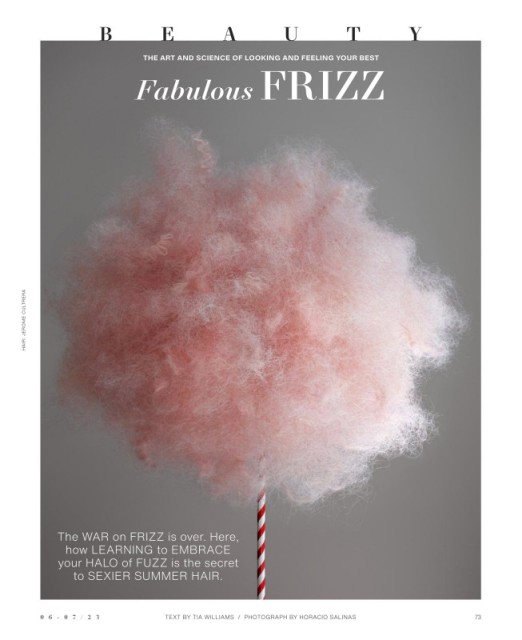 BEAUTY
THE ART AND SCIENCE OF LOOKING AND FEELING YOUR BEST
Fabulous FRIZZ
HAIR: JEROME CULTRERA
The WAR on FRIZZ is over. Here,
how LEARNING to EMBRACE
your HALO of FUZZ is the secret
to SEXIER SUMMER HAIR.
06-07/23
TEXT BY TIA WILLIAMS / PHOTOGRAPH BY HORACIO SALINAS
73